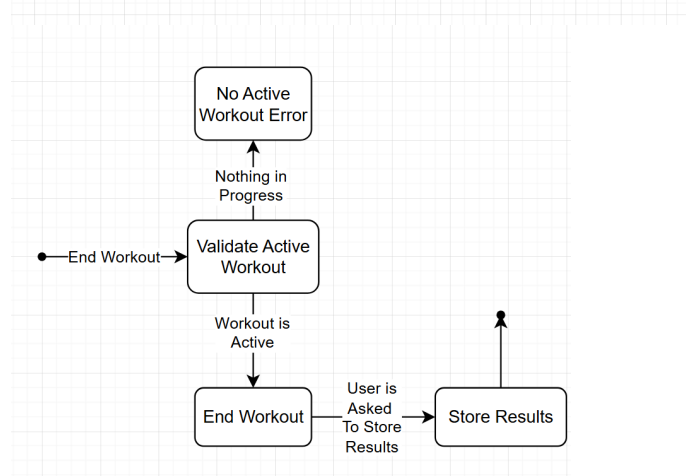 No Active
Workout Error
Nothing in
Progress
End Workout
Validate Active
Workout
Workout is
Active
End Workout
User is
Asked
To Store
Results
Store Results